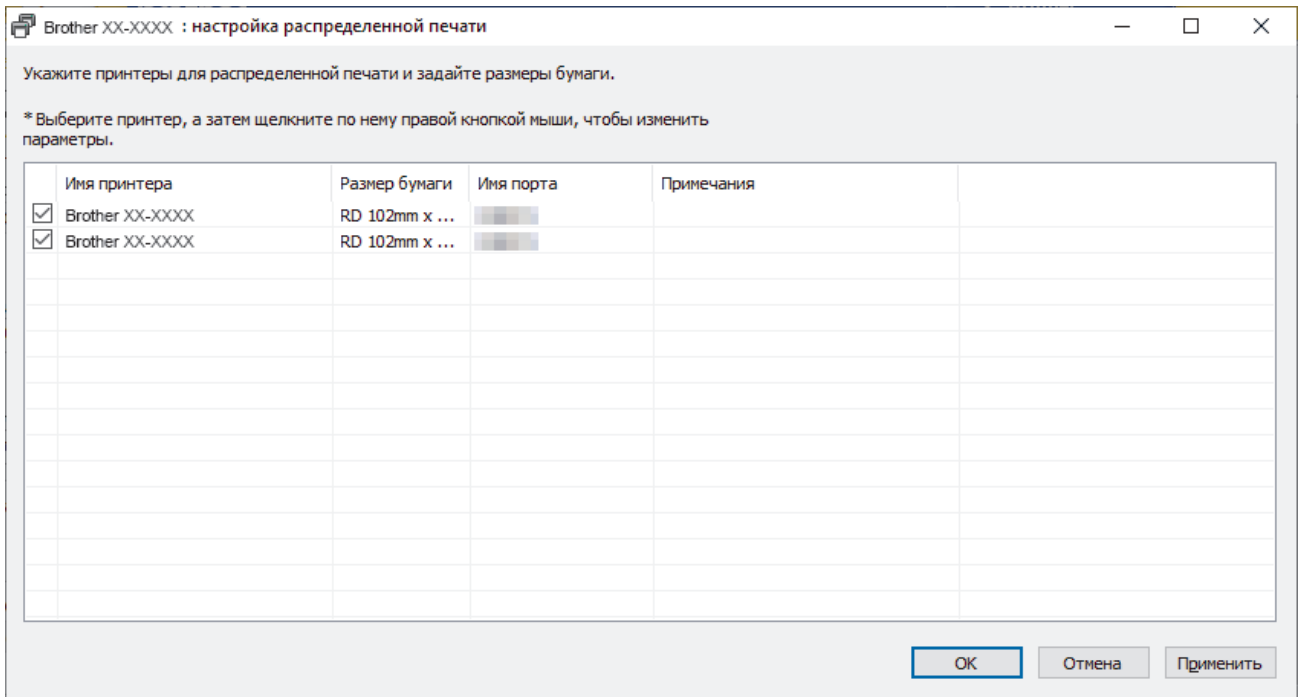 Brother XX-XXXX : настройка распределенной печати
Укажите принтеры для распределенной печати и задайте размеры бумаги.
* Выберите принтер, а затем щелкните по нему правой кнопкой мыши, чтобы изменить
параметры.
Имя принтера Размер бумаги Имя порта Примечания
Brother XX-XXXX RD 102mm x ...
Brother XX-XXXX RD 102mm x ...
OK Отмена Применить